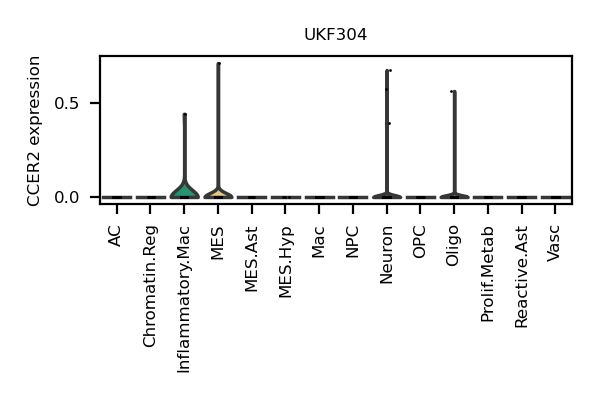 UKF304
CCER2 expression
0.5
0.0
AC
Chromatin.Reg
Inflammatory.Mac
MES
MES.Ast
MES.Hyp
Mac
NPC
Neuron
OPC
Oligo
Prolif.Metab
Reactive.Ast
Vasc